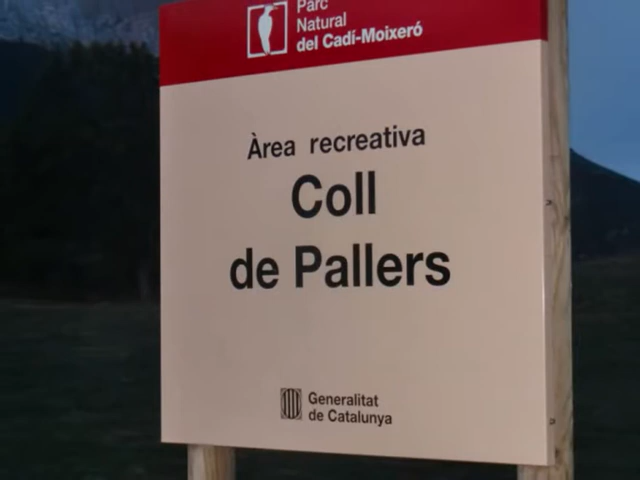 Parc
Natural
del Cadí-Moixeró
Àrea recreativa
Coll
de Pallers
Generalitat
de Catalunya